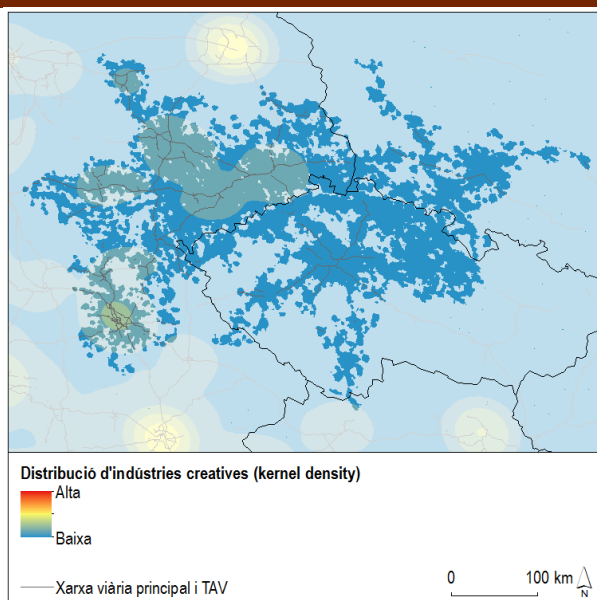 Distribució d'indústries creatives (kernel density)
Alta
Baixa
Xarxa viària principal i TAV
0 100 km
N